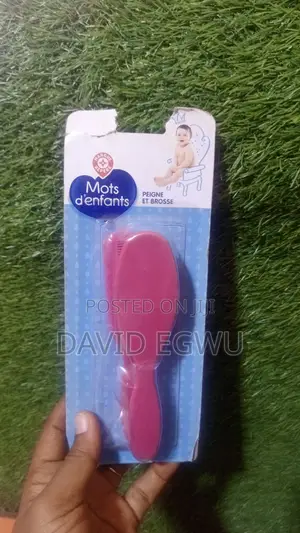 Mots
d'enfants
PEIGNE
ET BROSSE
POSTED ON JIJI
DAVID EGWU